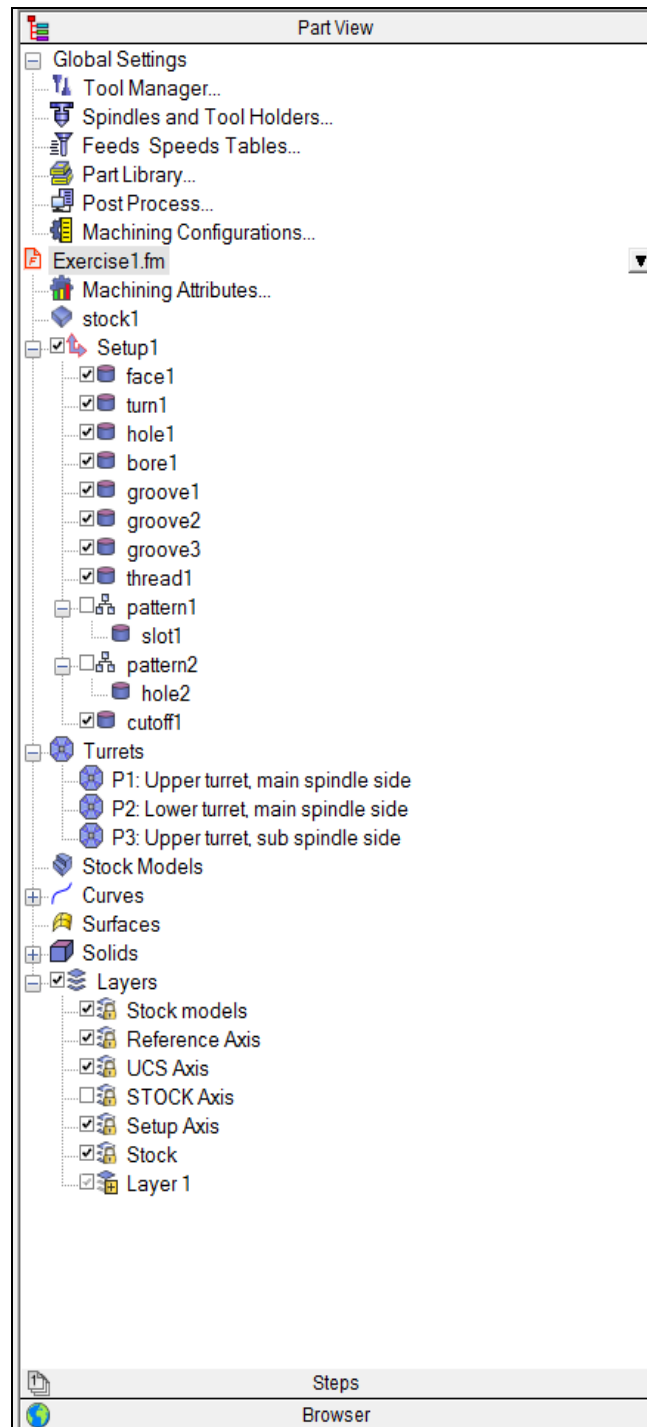 Part View
Global Settings
Tool Manager...
Spindles and Tool Holders...
Feeds Speeds Tables...
Part Library...
Post Process...
Machining Configurations...
Exercise1.fm
Machining Attributes...
stock1
Setup1
face1
turn1
hole1
bore1
groove1
groove2
groove3
thread1
pattern1
slot1
pattern2
hole2
cutoff1
Turrets
P1: Upper turret, main spindle side
P2: Lower turret, main spindle side
P3: Upper turret, sub spindle side
Stock Models
Curves
Surfaces
Solids
Layers
Stock models
Reference Axis
UCS Axis
STOCK Axis
Setup Axis
Stock
Layer 1
Steps
Browser